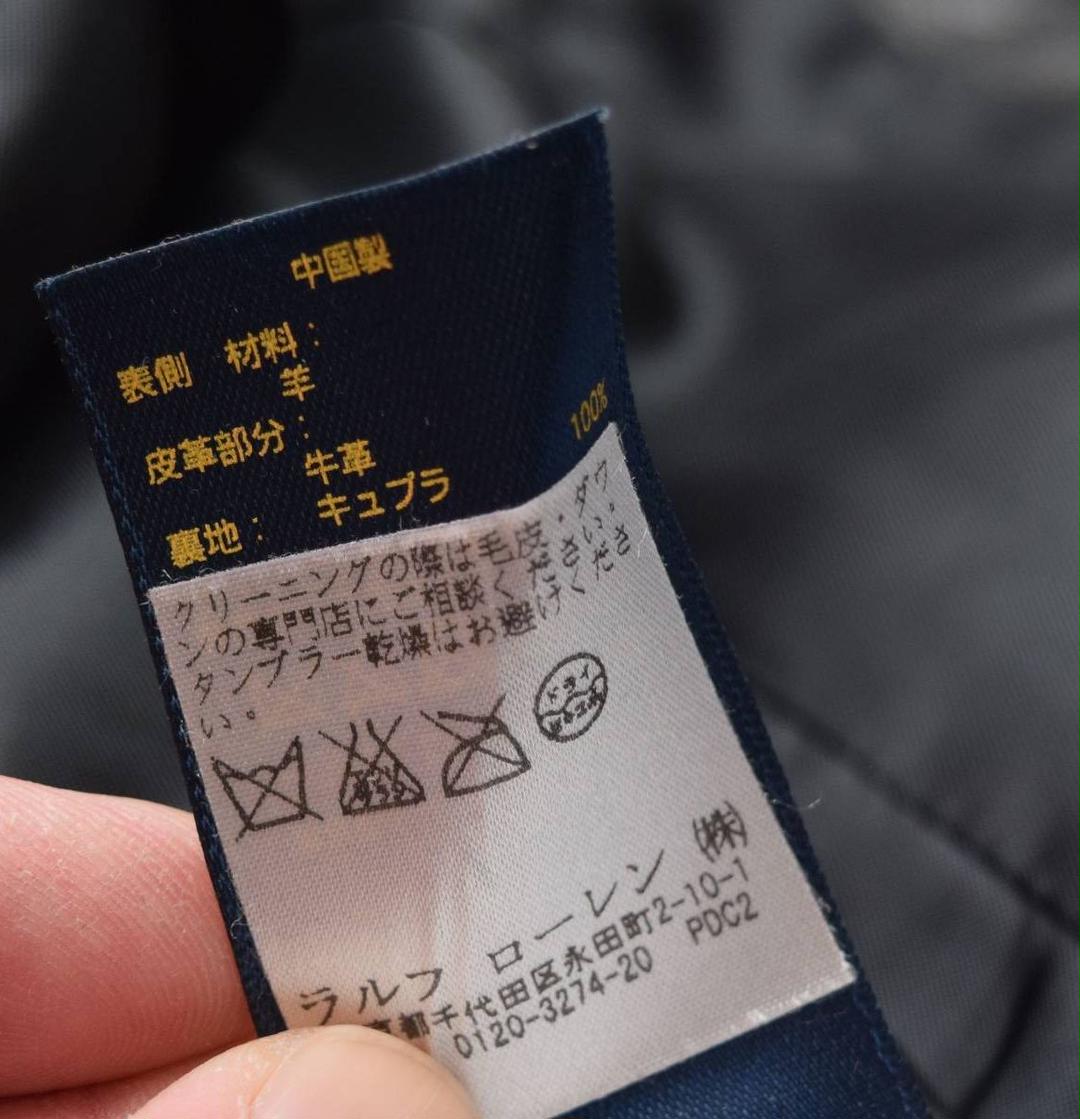 中国製
表側 材料:
羊
皮革部分:
牛革
裏地: キュプラ 100%
クリーニングの際は毛皮・ダウ
ンの専門店にご相談ください。
タンブラー乾燥はお避けくださ
い。
ドライ
ラルフ ローレン (株)
京都千代田区永田町2-10-1
0120-3274-20 PDC2